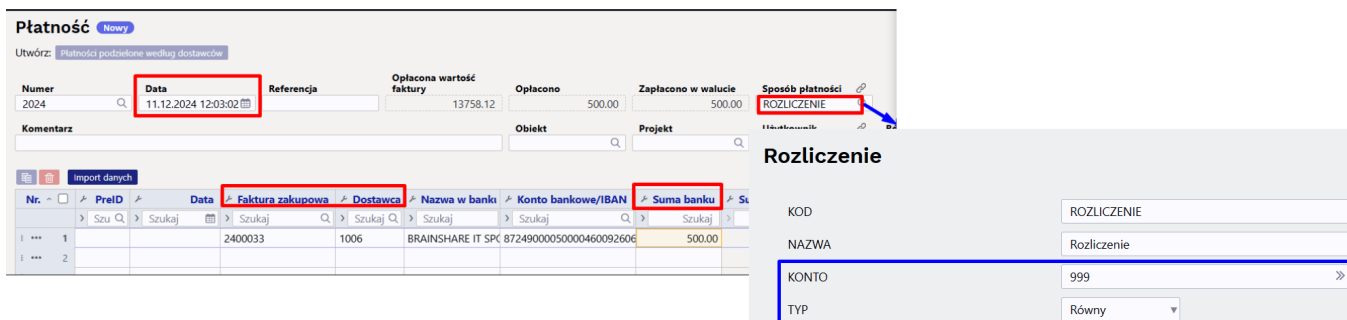 Płatność Nowy
Utwórz: Płatności podzielone według dostawców
Numer Data Referencja Opłacona wartość faktury Opłacono Zapłacono w walucie Sposób płatności
2024 11.12.2024 12:03:02 13758.12 500.00 500.00 ROZLICZENIE
Komentarz Obiekt Projekt Użytkownik
Import danych
Nr. PreID Data Faktura zakupowa Dostawca Nazwa w banku Konto bankowe/IBAN Suma banku
Szu Szukaj Szukaj Szukaj Szukaj Szukaj Szukaj
1 2400033 1006 BRAINSHARE IT 87249000050000460092606 500.00
2
Rozliczenie
KOD ROZLICZENIE
NAZWA Rozliczenie
KONTO 999
TYP Równy